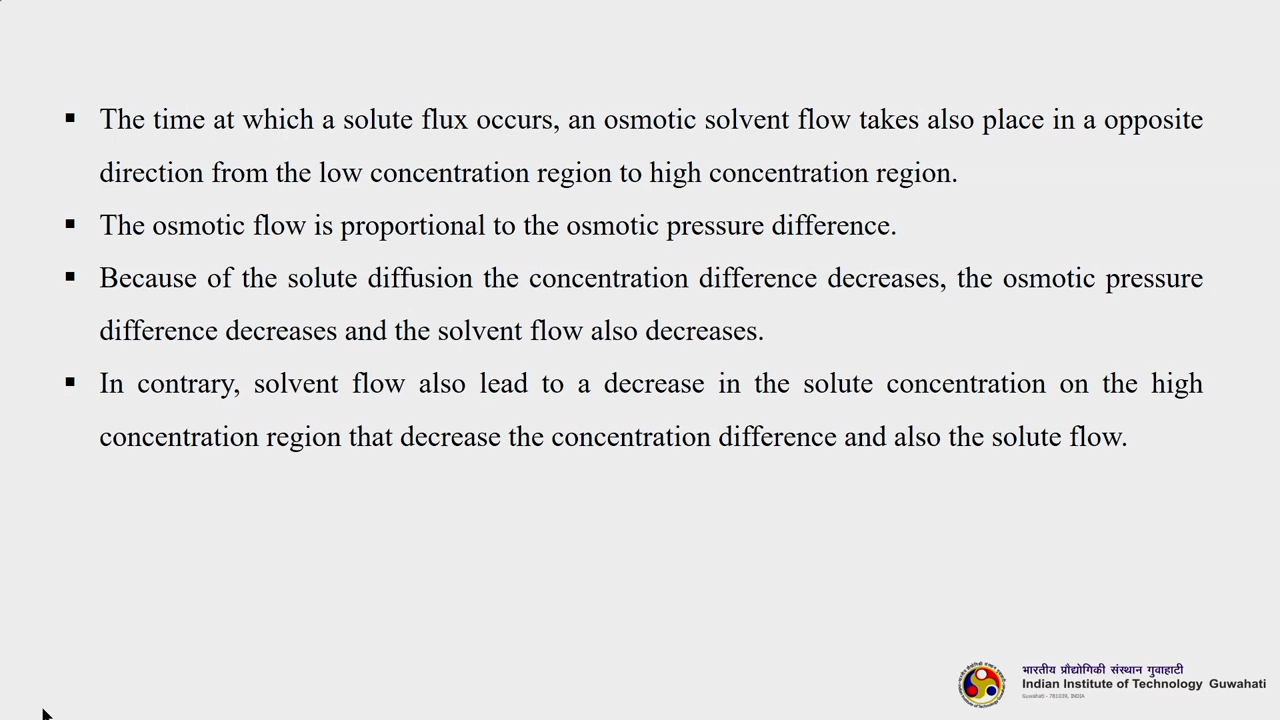 ▪ The time at which a solute flux occurs, an osmotic solvent flow takes also place in a opposite
direction from the low concentration region to high concentration region.
▪ The osmotic flow is proportional to the osmotic pressure difference.
▪ Because of the solute diffusion the concentration difference decreases, the osmotic pressure
difference decreases and the solvent flow also decreases.
▪ In contrary, solvent flow also lead to a decrease in the solute concentration on the high
concentration region that decrease the concentration difference and also the solute flow.
भारतीय प्रौद्योगिकी संस्थान गुवाहाटी
Indian Institute of Technology Guwahati
Guwahati - 781039, INDIA